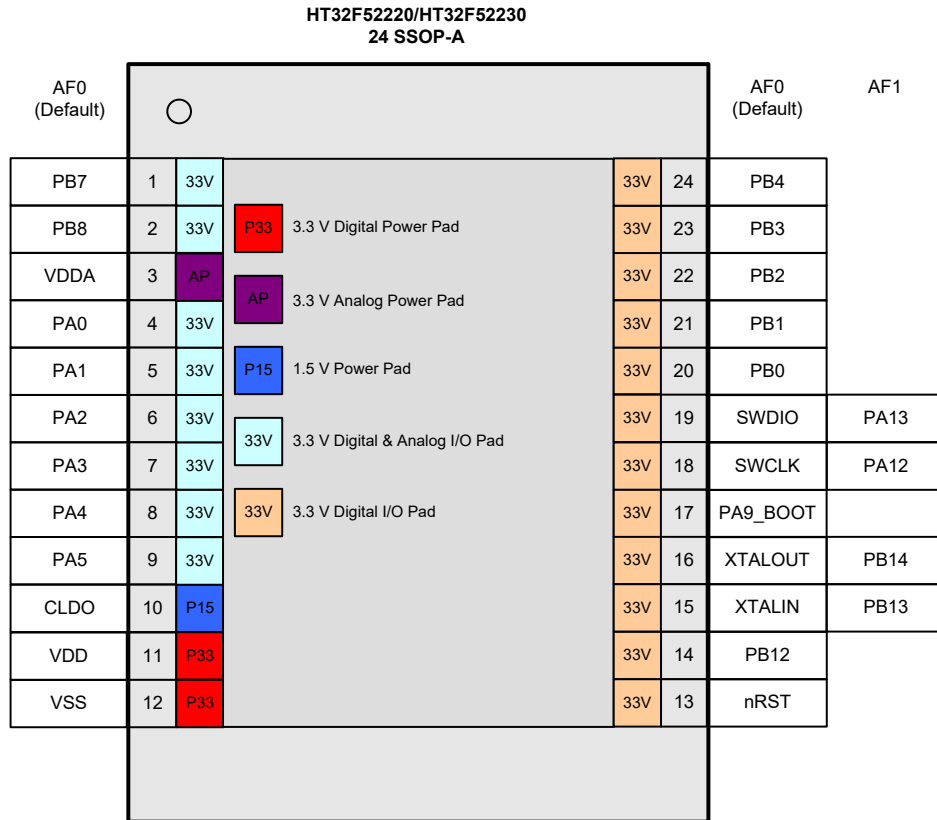 HT32F52220/HT32F52230
24 SSOP-A
AF0
(Default)
AF0
(Default)
AF1
PB7 1 33V 33V 24 PB4
PB8 2 33V P33 3.3 V Digital Power Pad 33V 23 PB3
VDDA 3 AP 33V 22 PB2
AP 3.3 V Analog Power Pad
PA0 4 33V 33V 21 PB1
PA1 5 33V P15 1.5 V Power Pad 33V 20 PB0
PA2 6 33V 33V 19 SWDIO PA13
33V 3.3 V Digital & Analog I/O Pad
PA3 7 33V 33V 18 SWCLK PA12
PA4 8 33V 33V 3.3 V Digital I/O Pad 33V 17 PA9_BOOT
PA5 9 33V 33V 16 XTALOUT PB14
CLDO 10 P15 33V 15 XTALIN PB13
VDD 11 P33 33V 14 PB12
VSS 12 P33 33V 13 nRST